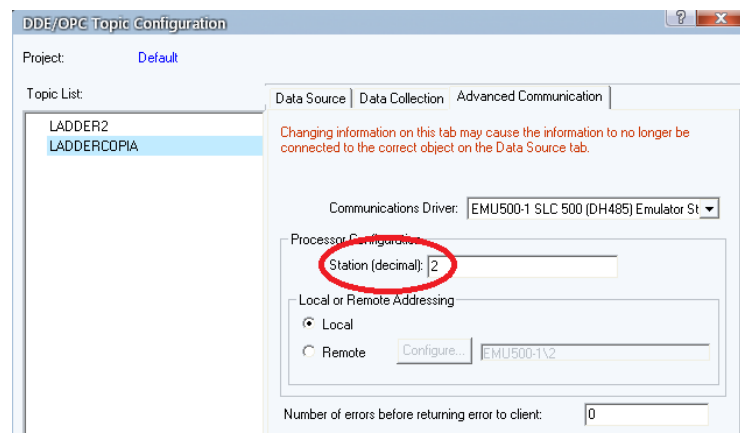 DDE/OPC Topic Configuration
Project: Default
Topic List:
LADDER2
LADDERCOPIA
Data Source Data Collection Advanced Communication
Changing information on this tab may cause the information to no longer be
connected to the correct object on the Data Source tab.
Communications Driver: EMU500-1 SLC 500 (DH485) Emulator St
Processor Configuration
Station (decimal): 2
Local or Remote Addressing
Local
Remote Configure... EMU500-1\2
Number of errors before returning error to client: 0